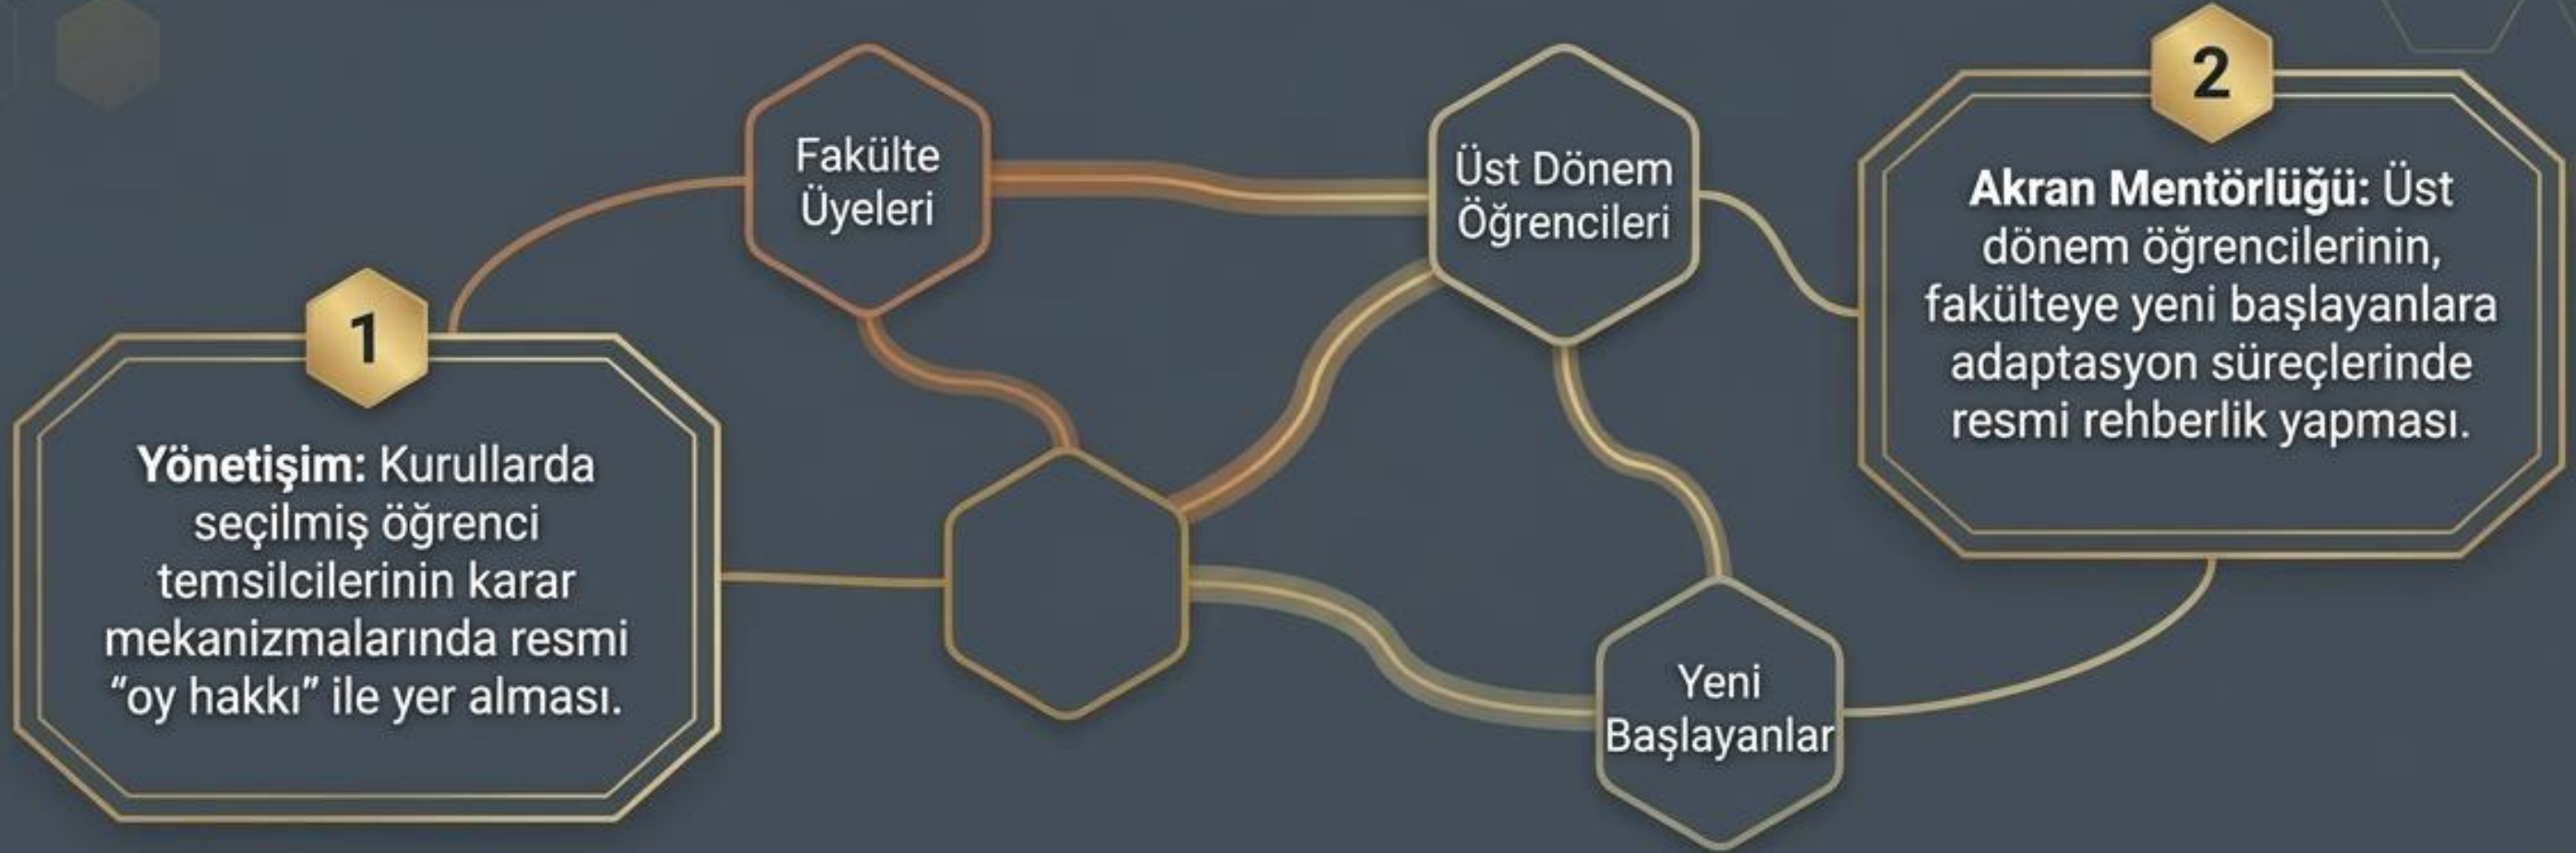 1
Yönetişim: Kurullarda
seçilmiş öğrenci
temsilcilerinin karar
mekanizmalarında resmi
“oy hakkı” ile yer alması.
Fakülte
Üyeleri
Üst Dönem
Öğrencileri
Yeni
Başlayanlar
2
Akran Mentörlüğü: Üst
dönem öğrencilerinin,
fakülteye yeni başlayanlara
adaptasyon süreçlerinde
resmi rehberlik yapması.